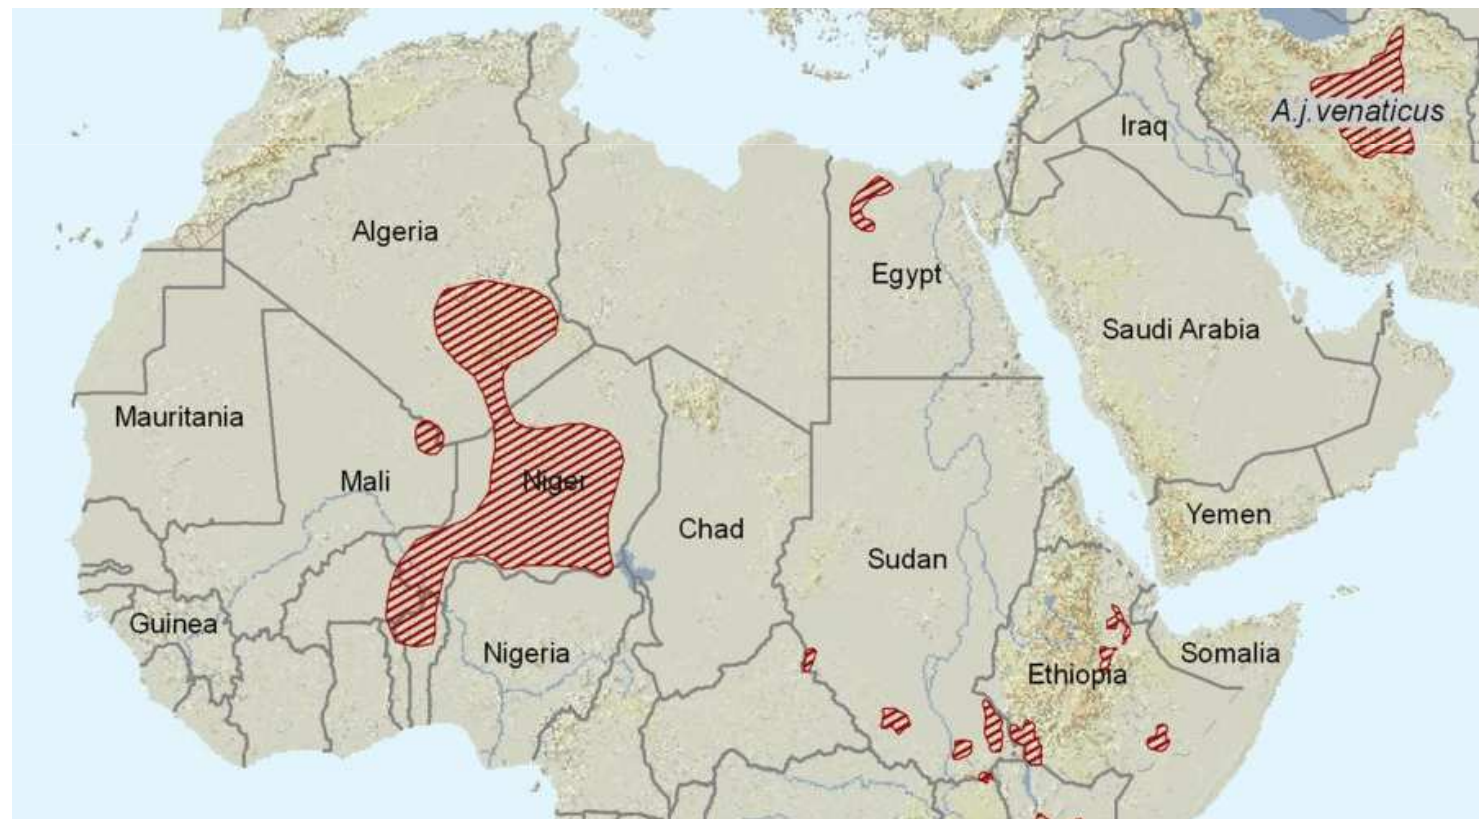 Iraq
A.j.venaticus
Algeria
Egypt
Saudi Arabia
Mauritania
Mali
Niger
Chad
Sudan
Yemen
Guinea
Nigeria
Ethiopia
Somalia